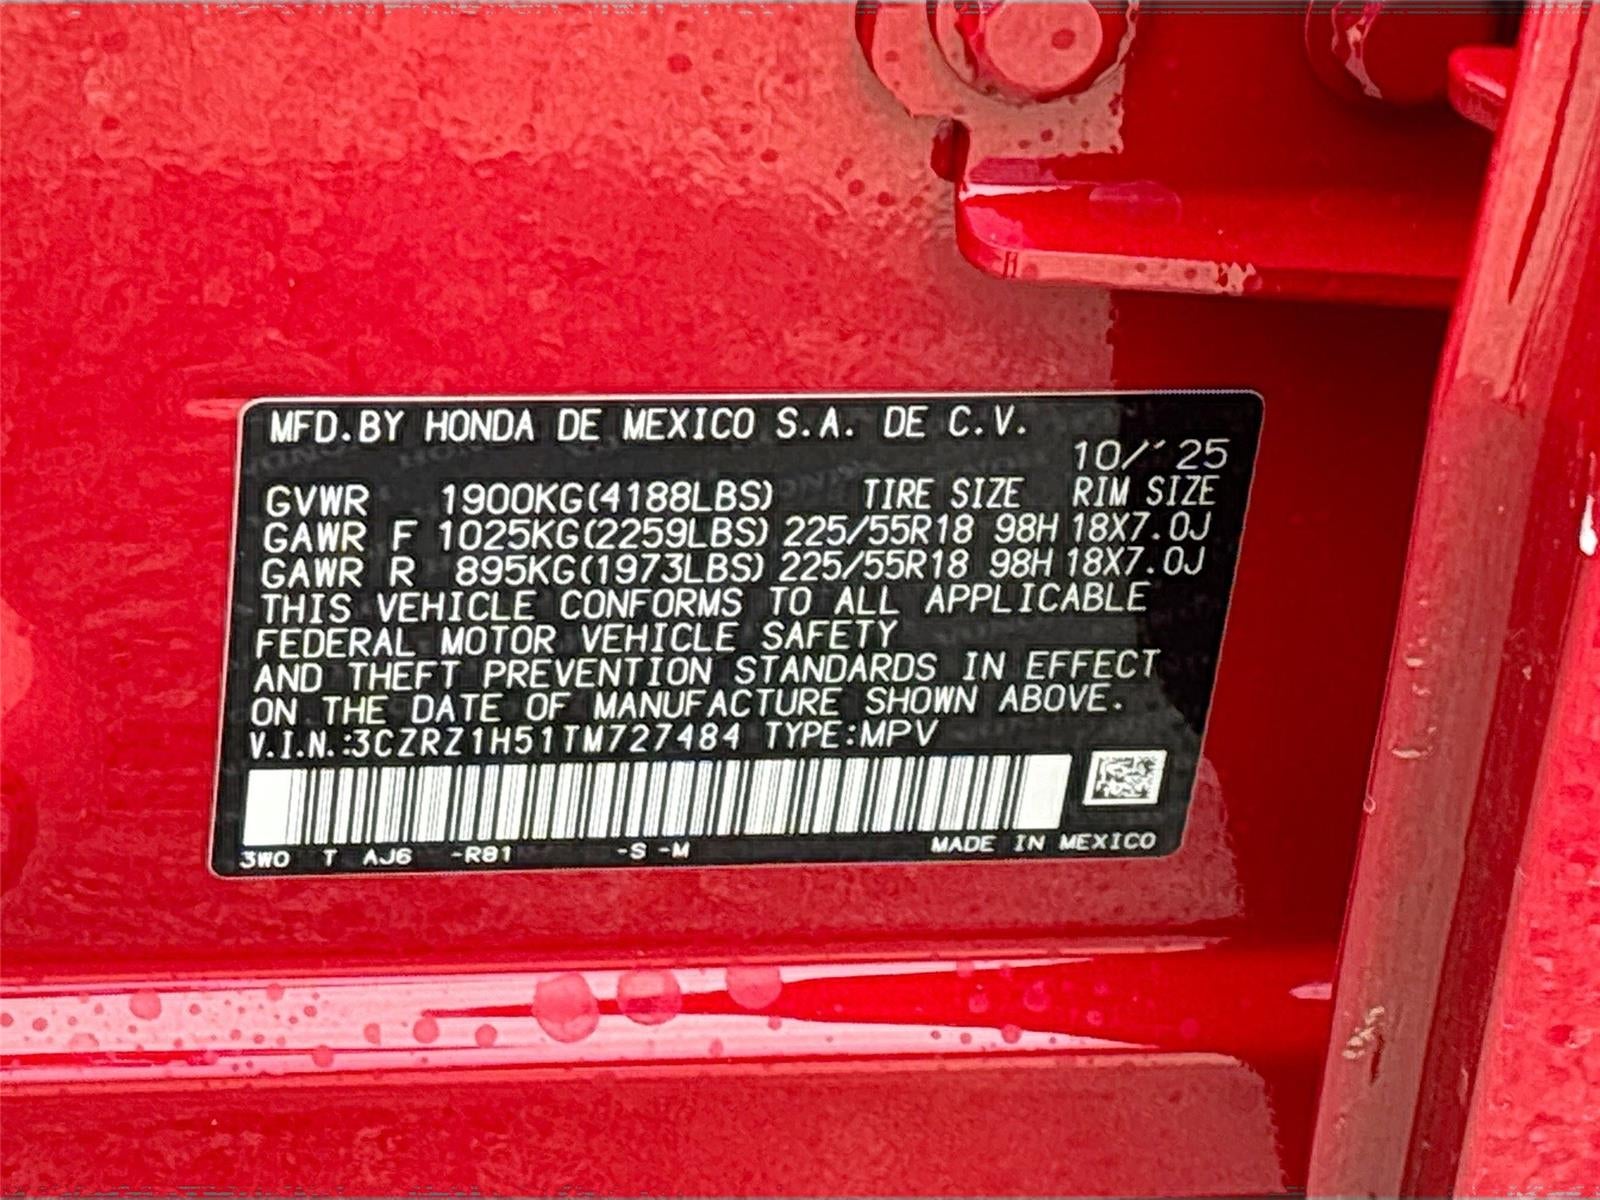 MFD.BY HONDA DE MEXICO S.A. DE C.V.
10/'25
GVWR 1900KG(4188LBS) TIRE SIZE RIM SIZE
GAWR F 1025KG(2259LBS) 225/55R18 98H 18X7.0J
GAWR R 895KG(1973LBS) 225/55R18 98H 18X7.0J
THIS VEHICLE CONFORMS TO ALL APPLICABLE
FEDERAL MOTOR VEHICLE SAFETY
AND THEFT PREVENTION STANDARDS IN EFFECT
ON THE DATE OF MANUFACTURE SHOWN ABOVE.
V.I.N.:3CZRZ1H51TM727484 TYPE:MPV
3W0 T AJ6 -R81 -S -M MADE IN MEXICO